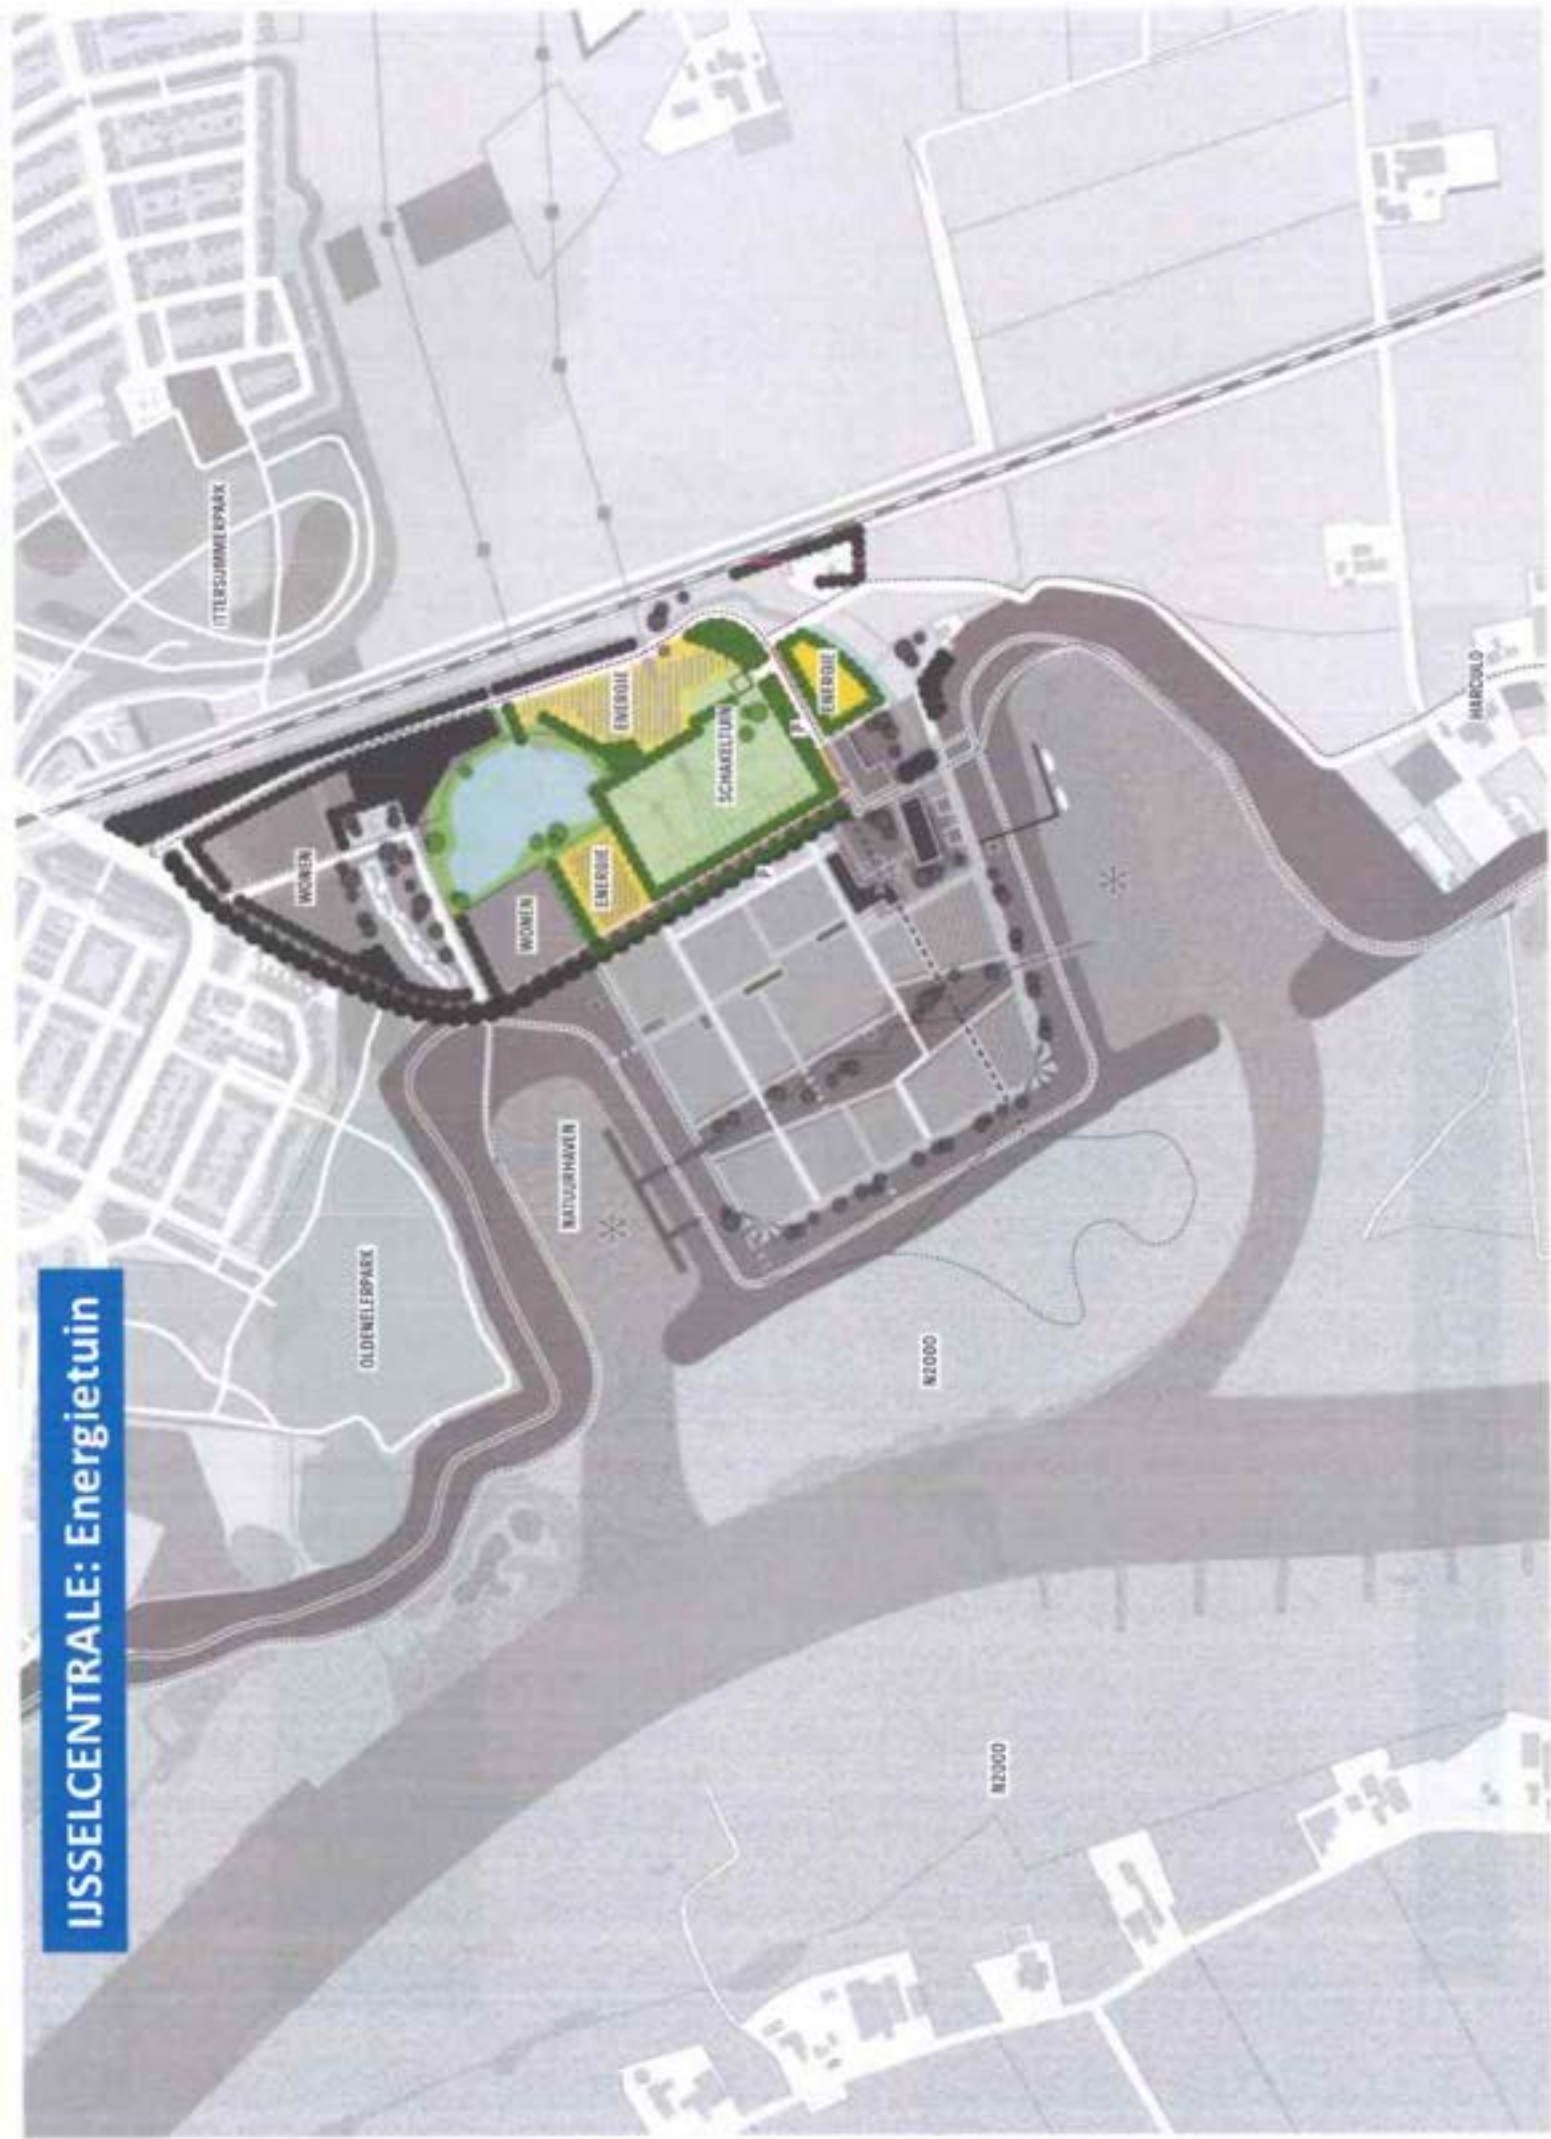 IJSSELCENTRALE: Energietuin
ITTERSUMMERPARK
WONEN
WONEN
ENERGIE
ENERGIE
ENERGIE
SCHAKELTUIN
OLDENELERPARK
NATUURHAVEN
N2000
N2000
HARCULO